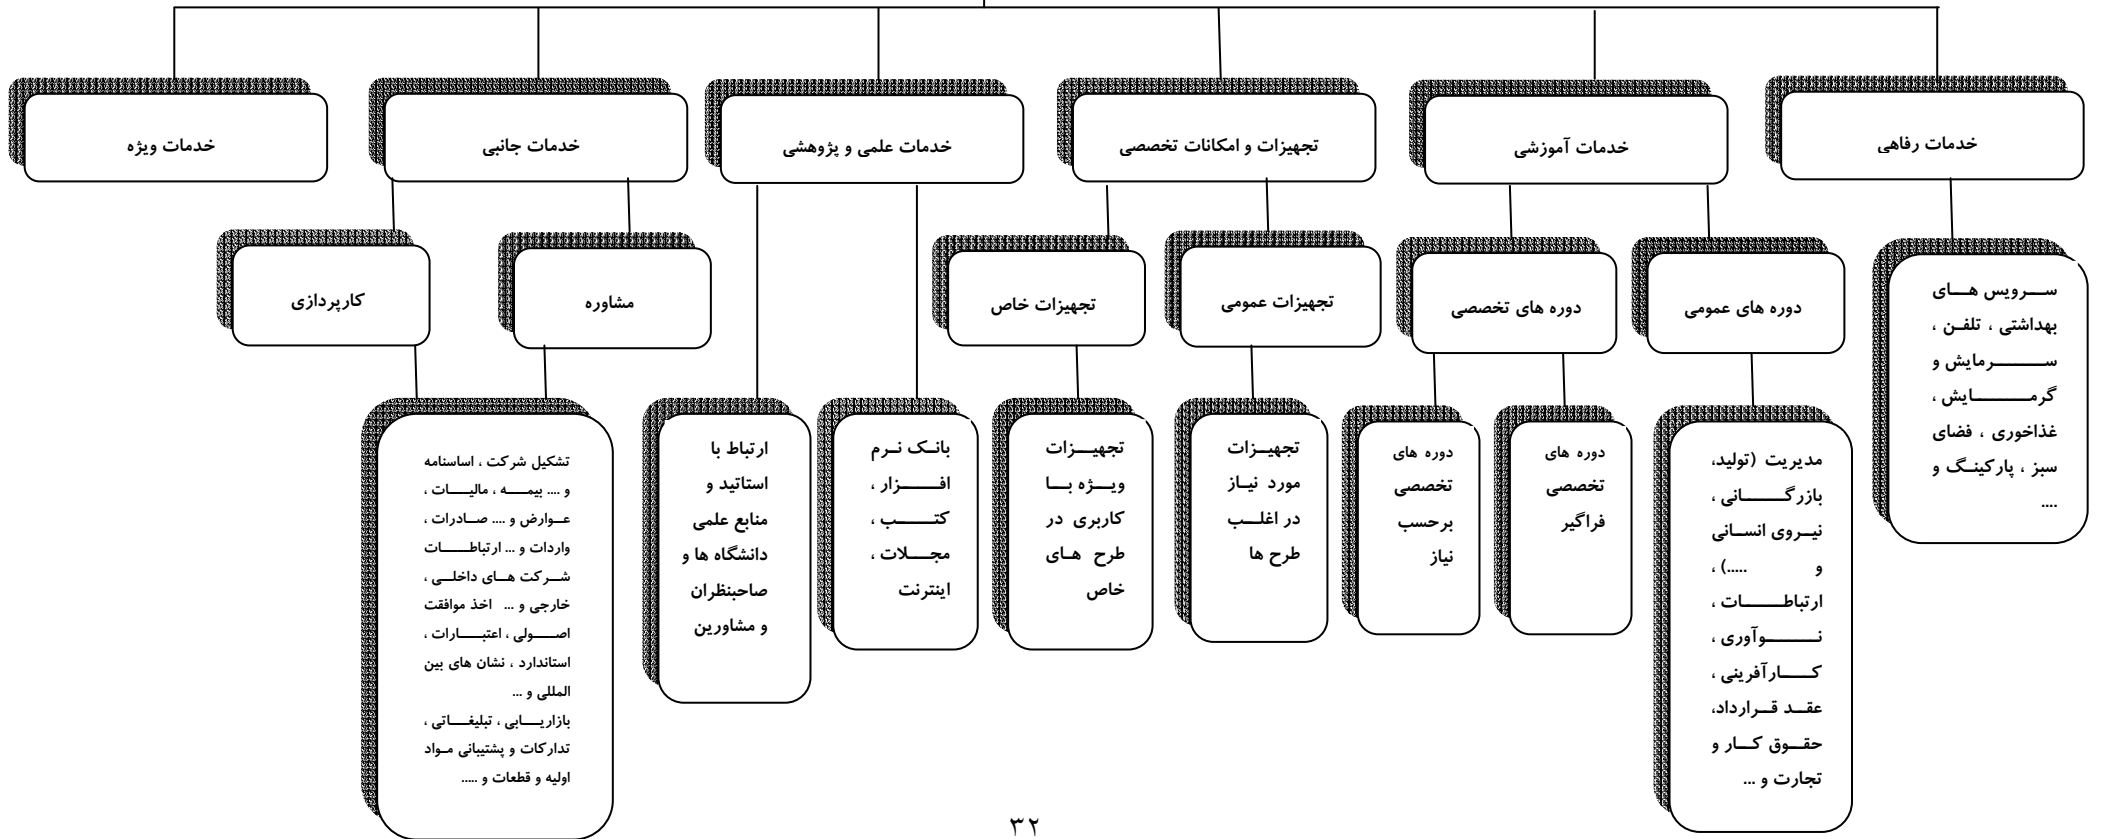 خدمات رفاهی
خدمات آموزشی
تجهیزات و امکانات تخصصی
خدمات علمی و پژوهشی
خدمات جانبی
خدمات ویژه
سرویس های
بهداشتی ، تلفن ،
سرمایش و
گرمایش ،
غذاخوری ، فضای
سبز ، پارکینگ و
....
دوره های عمومی
دوره های تخصصی
تجهیزات عمومی
تجهیزات خاص
مشاوره
کارپردازی
مدیریت (تولید،
بازرگانی ،
نیروی انسانی
و .....) ،
ارتباطات ،
نوآوری ،
کارآفرینی ،
عقد قرارداد،
حقوق کار و
تجارت و ...
دوره های
تخصصی
فراگیر
دوره های
تخصصی
برحسب
نیاز
تجهیزات
مورد نیاز
در اغلب
طرح ها
تجهیزات
ویژه با
کاربری در
طرح های
خاص
بانک نرم
افزار ،
کتب ،
مجلات ،
اینترنت
ارتباط با
استاتید و
منابع علمی
دانشگاه ها و
صاحبنظران
و مشاورین
تشکیل شرکت ، اساسنامه
و .... بیمه ، مالیات ،
عوارض و .... صادرات ،
واردات و ... ارتباطات
شرکت های داخلی ،
خارجی و ... اخذ موافقت
اصولی ، اعتبارات ،
استاندارد ، نشان های بین
المللی و ...
بازاریابی ، تبلیغاتی ،
تدارکات و پشتیبانی مواد
اولیه و قطعات و .....
۳۲